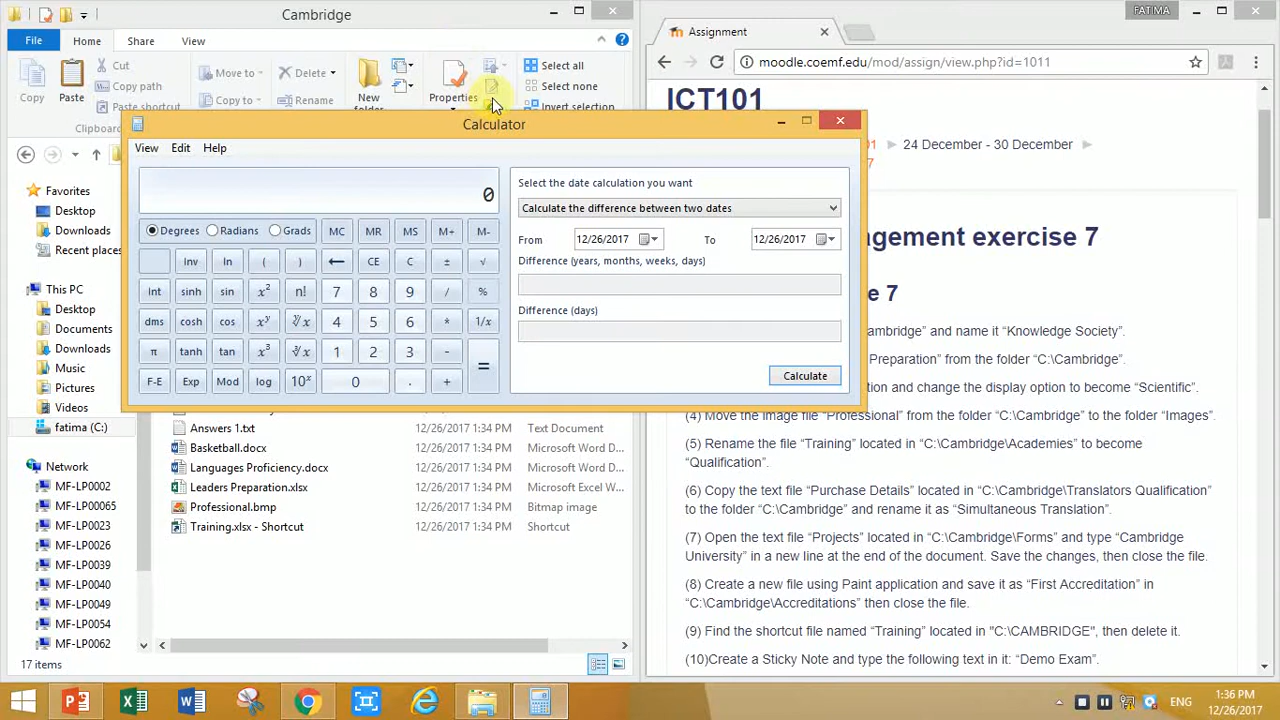 Cambridge
File Home Share View
Copy Paste Cut Copy path Paste shortcut
Clipboard
Move to Copy to Delete Rename
New folder
Properties
Select all
Select none
Invert selection
Favorites
Desktop
Downloads
Recent places
This PC
Desktop
Documents
Downloads
Music
Pictures
Videos
fatima (C:)
Network
MF-LP0002
MF-LP00065
MF-LP0023
MF-LP0026
MF-LP0039
MF-LP0040
MF-LP0049
MF-LP0054
MF-LP0062
17 items
Calculator
View Edit Help
0
Degrees Radians Grads MC MR MS M+ M-
Inv ln ( ) ← CE C ± √
Int sinh sin x² n! 7 8 9 / %
dms cosh cos xʸ ʸ√x 4 5 6 * 1/x
π tanh tan x³ ³√x 1 2 3 - =
F-E Exp Mod log 10ˣ 0 . +
Select the date calculation you want
Calculate the difference between two dates
From 12/26/2017 To 12/26/2017
Difference (years, months, weeks, days)
Difference (days)
Calculate
Answers 1.txt 12/26/2017 1:34 PM Text Document
Basketball.docx 12/26/2017 1:34 PM Microsoft Word D...
Languages Proficiency.docx 12/26/2017 1:34 PM Microsoft Word D...
Leaders Preparation.xlsx 12/26/2017 1:34 PM Microsoft Excel W...
Professional.bmp 12/26/2017 1:34 PM Bitmap image
Training.xlsx - Shortcut 12/26/2017 1:34 PM Shortcut
FATIMA
Assignment
moodle.coemf.edu/mod/assign/view.php?id=1011
ICT101
01 ▶ 24 December - 30 December ▶
7
agement exercise 7
e 7
ambridge” and name it “Knowledge Society”.
Preparation” from the folder “C:\Cambridge”.
tion and change the display option to become “Scientific”.
(4) Move the image file “Professional” from the folder “C:\Cambridge” to the folder “Images”.
(5) Rename the file “Training” located in “C:\Cambridge\Academies” to become
“Qualification”.
(6) Copy the text file “Purchase Details” located in “C:\Cambridge\Translators Qualification”
to the folder “C:\Cambridge” and rename it as “Simultaneous Translation”.
(7) Open the text file “Projects” located in “C:\Cambridge\Forms” and type “Cambridge
University” in a new line at the end of the document. Save the changes, then close the file.
(8) Create a new file using Paint application and save it as “First Accreditation” in
“C:\Cambridge\Accreditations” then close the file.
(9) Find the shortcut file named “Training” located in "C:\CAMBRIDGE", then delete it.
(10)Create a Sticky Note and type the following text in it: “Demo Exam”.
ENG 1:36 PM
12/26/2017